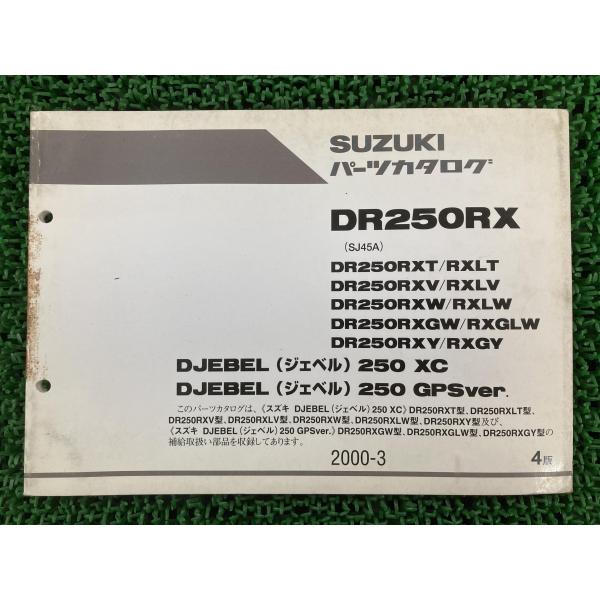 SUZUKI
パーツカタログ
DR250RX
(SJ45A)
DR250RXT/RXLT
DR250RXV/RXLV
DR250RXW/RXLW
DR250RXGW/RXGLW
DR250RXY/RXGY
DJEBEL (ジェベル) 250 XC
DJEBEL (ジェベル) 250 GPSver.
このパーツカタログは、《スズキ DJEBEL(ジェベル)250 XC》DR250RXT型、DR250RXLT型、
DR250RXV型、DR250RXLV型、DR250RXW型、DR250RXLW型、DR250RXY型及び、
《スズキ DJEBEL(ジェベル)250 GPSver.》DR250RXGW型、DR250RXGLW型、DR250RXGY型の
補給取扱い部品を収録してあります。
2000-3
4版